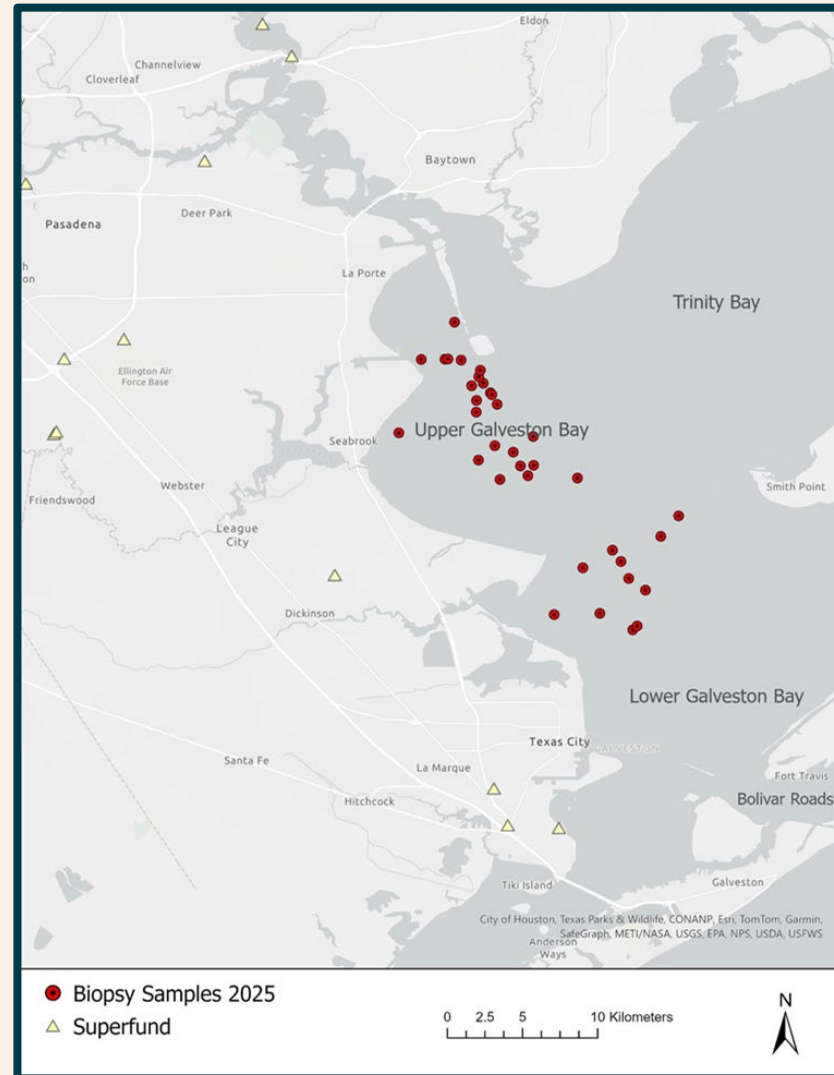 Eldon
Channelview
Cloverleaf
Baytown
Deer Park
Pasadena
La Porte
Trinity Bay
Ellington Air
Force Base
Upper Galveston Bay
Seabrook
Smith Point
Webster
Friendswood
League
City
Dickinson
Lower Galveston Bay
Texas City
GALVESTON
Santa Fe
La Marque
Fort Travis
Hitchcock
Bolivar Roads
Tiki Island
Galveston
City of Houston, Texas Parks & Wildlife, CONANP, Esri, TomTom, Garmin,
SafeGraph, METI/NASA, USGS, EPA, NPS, USDA, USFWS
Anderson
Ways
Biopsy Samples 2025
Superfund
0 2.5 5 10 Kilometers
N